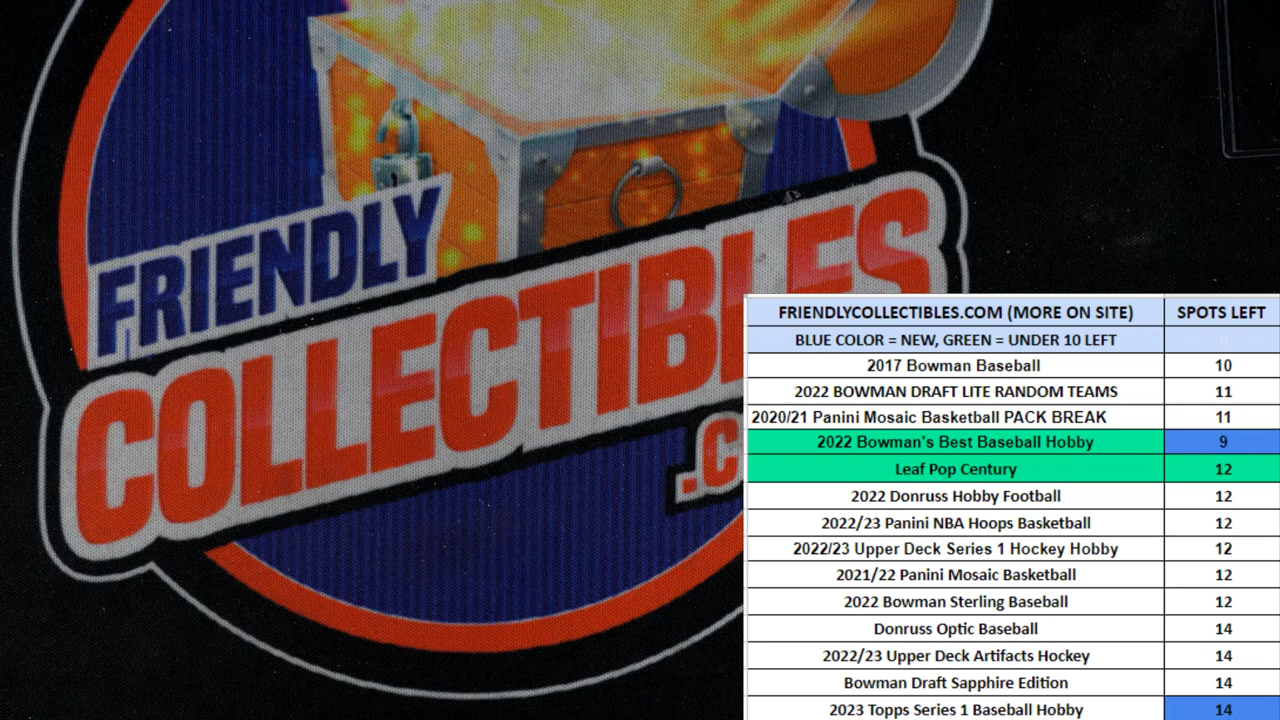 FRIENDLY
COLLECTIBLES
.C
FRIENDLYCOLLECTIBLES.COM (MORE ON SITE) SPOTS LEFT
BLUE COLOR = NEW, GREEN = UNDER 10 LEFT
2017 Bowman Baseball 10
2022 BOWMAN DRAFT LITE RANDOM TEAMS 11
2020/21 Panini Mosaic Basketball PACK BREAK 11
2022 Bowman's Best Baseball Hobby 9
Leaf Pop Century 12
2022 Donruss Hobby Football 12
2022/23 Panini NBA Hoops Basketball 12
2022/23 Upper Deck Series 1 Hockey Hobby 12
2021/22 Panini Mosaic Basketball 12
2022 Bowman Sterling Baseball 12
Donruss Optic Baseball 14
2022/23 Upper Deck Artifacts Hockey 14
Bowman Draft Sapphire Edition 14
2023 Topps Series 1 Baseball Hobby 14